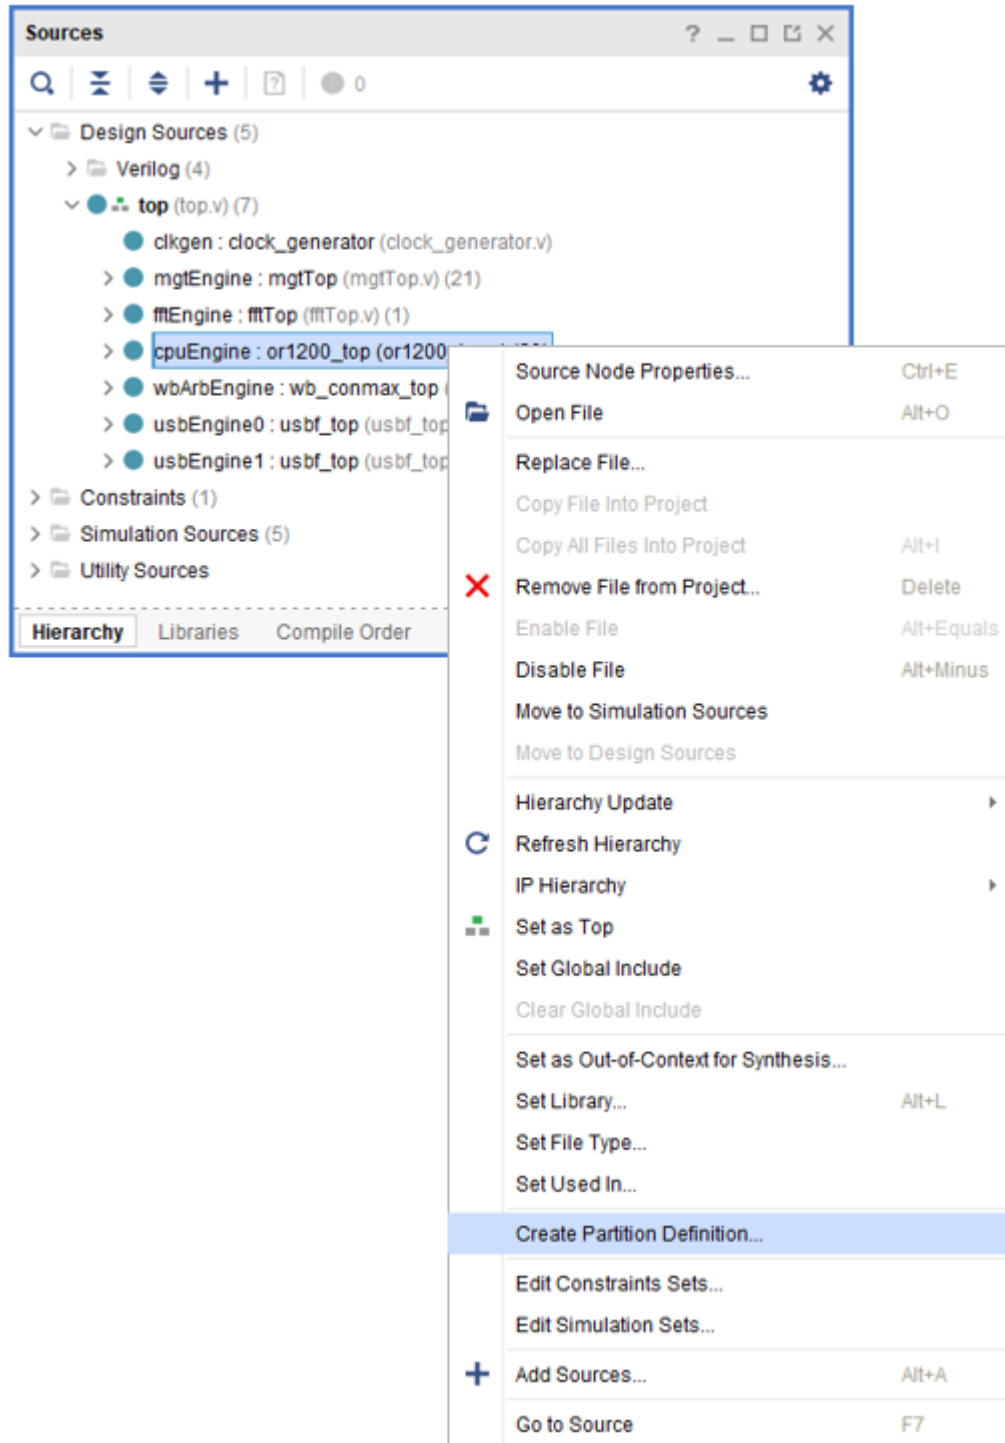 Sources
0
Design Sources (5)
Verilog (4)
top (top.v) (7)
clkgen : clock_generator (clock_generator.v)
mgtEngine : mgtTop (mgtTop.v) (21)
fftEngine : fftTop (fftTop.v) (1)
cpuEngine : or1200_top (or1200
wbArbEngine : wb_conmax_top (
usbEngine0 : usbf_top (usbf_top
usbEngine1 : usbf_top (usbf_top
Constraints (1)
Simulation Sources (5)
Utility Sources
Hierarchy Libraries Compile Order
Source Node Properties... Ctrl+E
Open File Alt+O
Replace File...
Copy File Into Project
Copy All Files Into Project Alt+I
Remove File from Project... Delete
Enable File Alt+Equals
Disable File Alt+Minus
Move to Simulation Sources
Move to Design Sources
Hierarchy Update
Refresh Hierarchy
IP Hierarchy
Set as Top
Set Global Include
Clear Global Include
Set as Out-of-Context for Synthesis...
Set Library... Alt+L
Set File Type...
Set Used In...
Create Partition Definition...
Edit Constraints Sets...
Edit Simulation Sets...
Add Sources... Alt+A
Go to Source F7